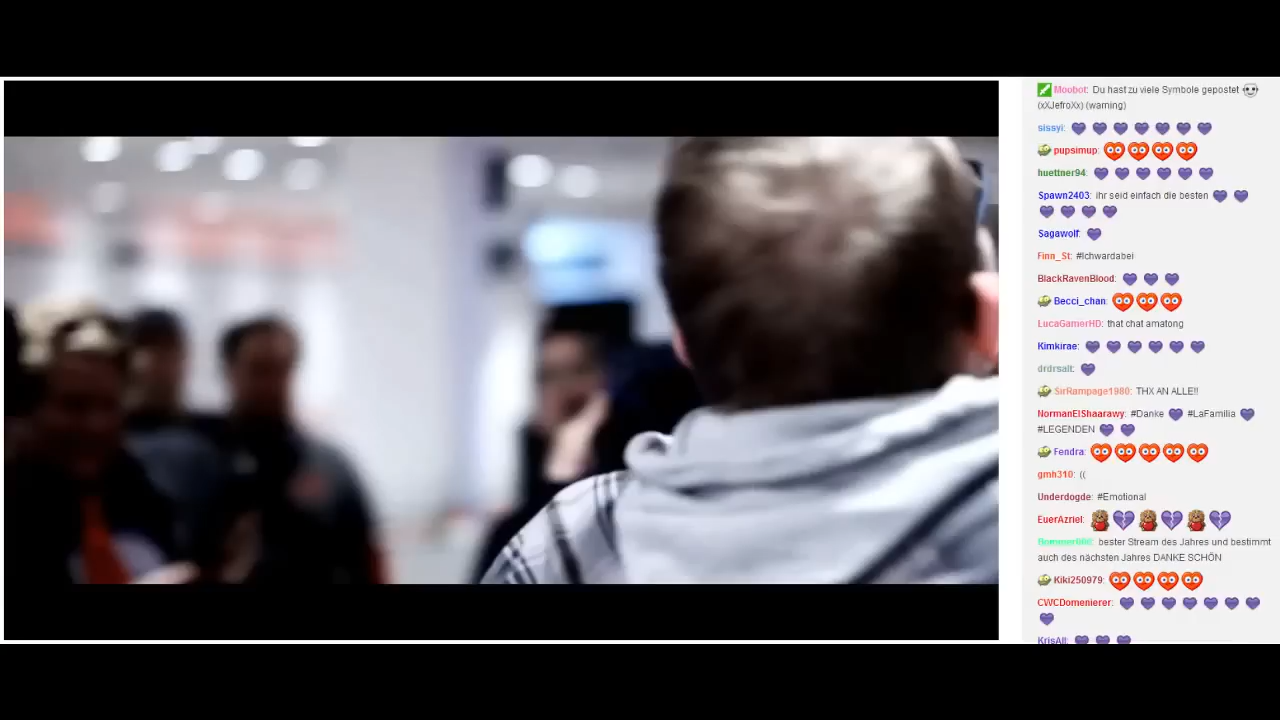 Moobot: Du hast zu viele Symbole gepostet
(xXJefroXx) (warning)
sissyi:
pupsimup:
huettner94:
Spawn2403: ihr seid einfach die besten
Sagawolf:
Finn_St: #Ichwardabei
BlackRavenBlood:
Becci_chan:
LucaGamerHD: that chat amatong
Kimkirae:
drdrsalt:
SirRampage1980: THX AN ALLE!!
NormanElShaarawy: #Danke #LaFamilia
#LEGENDEN
Fendra:
gmh310: ((
Underdogde: #Emotional
EuerAzriel:
bester Stream des Jahres und bestimmt
auch des nächsten Jahres DANKE SCHÖN
Kiki250979:
CWCDomenierer:
KrisAll: